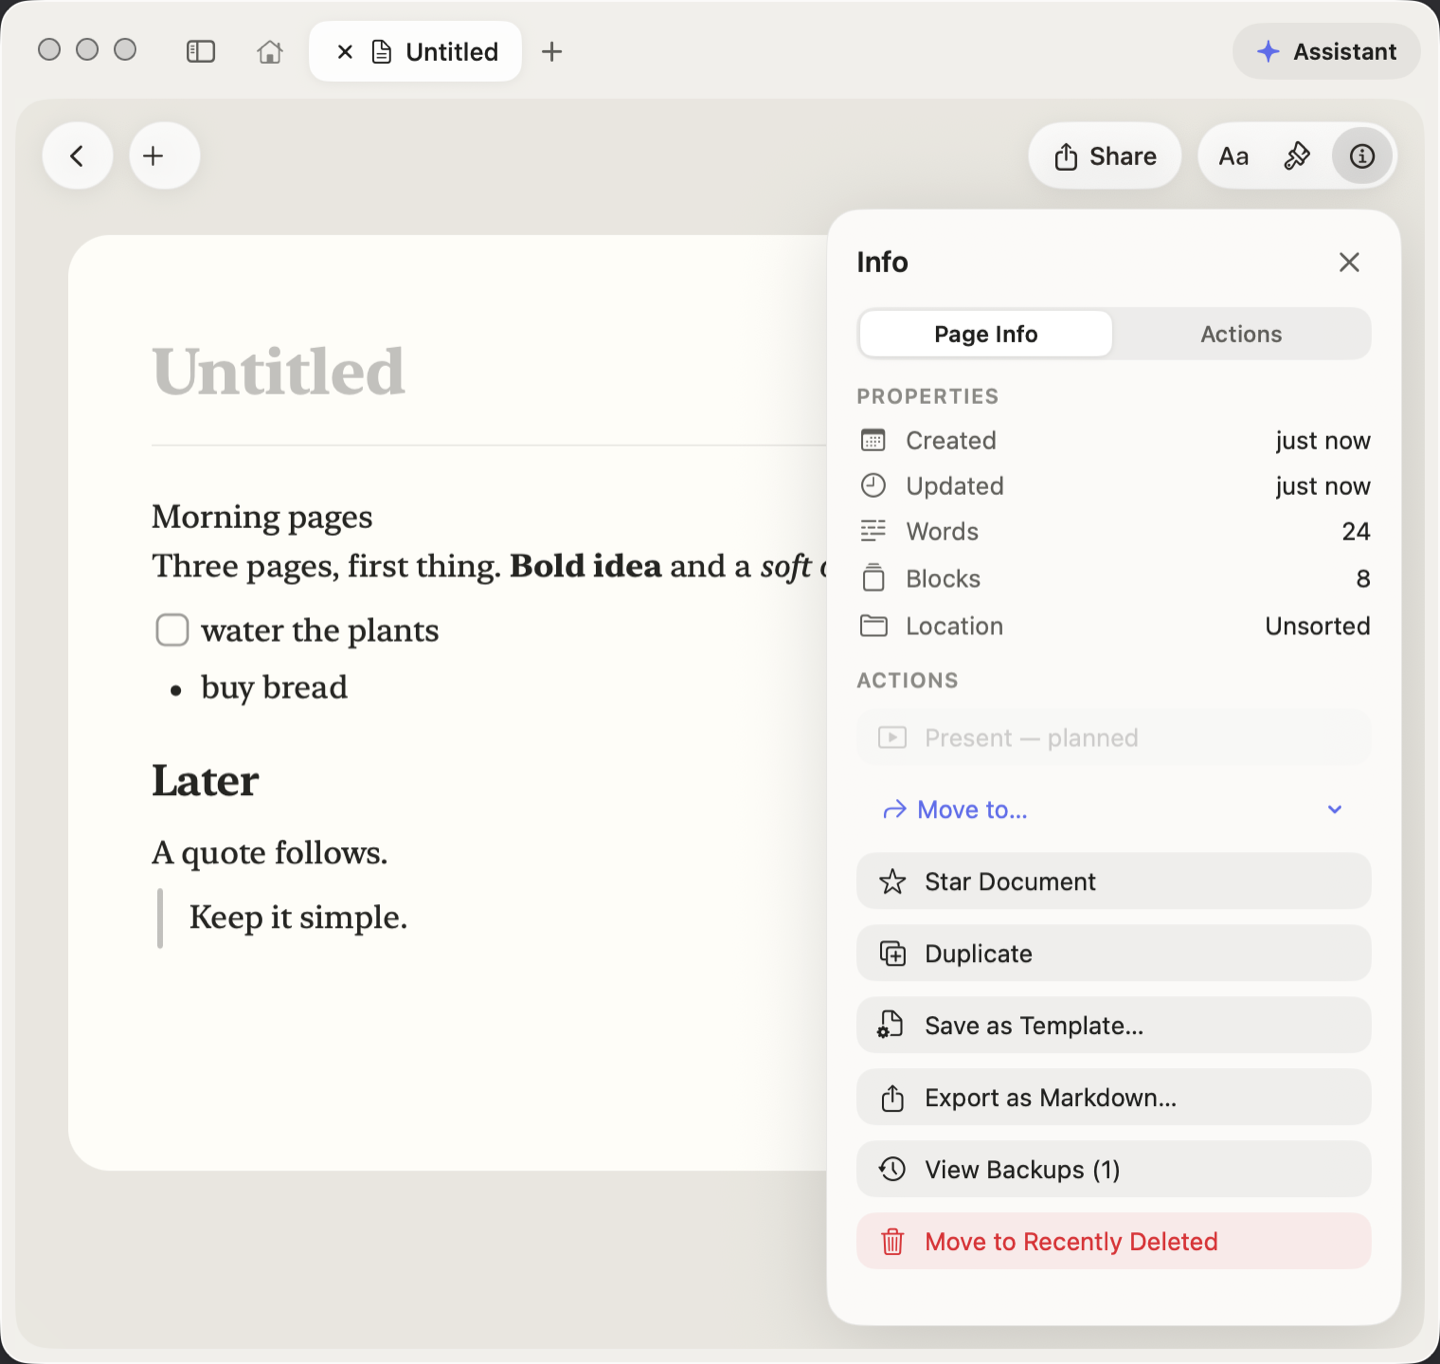 Untitled
Assistant
Share
Aa
Info
Page Info
Actions
PROPERTIES
Created just now
Updated just now
Words 24
Blocks 8
Location Unsorted
ACTIONS
Present — planned
Move to...
Star Document
Duplicate
Save as Template...
Export as Markdown...
View Backups (1)
Move to Recently Deleted
Untitled
Morning pages
Three pages, first thing. Bold idea and a soft
water the plants
• buy bread
Later
A quote follows.
Keep it simple.